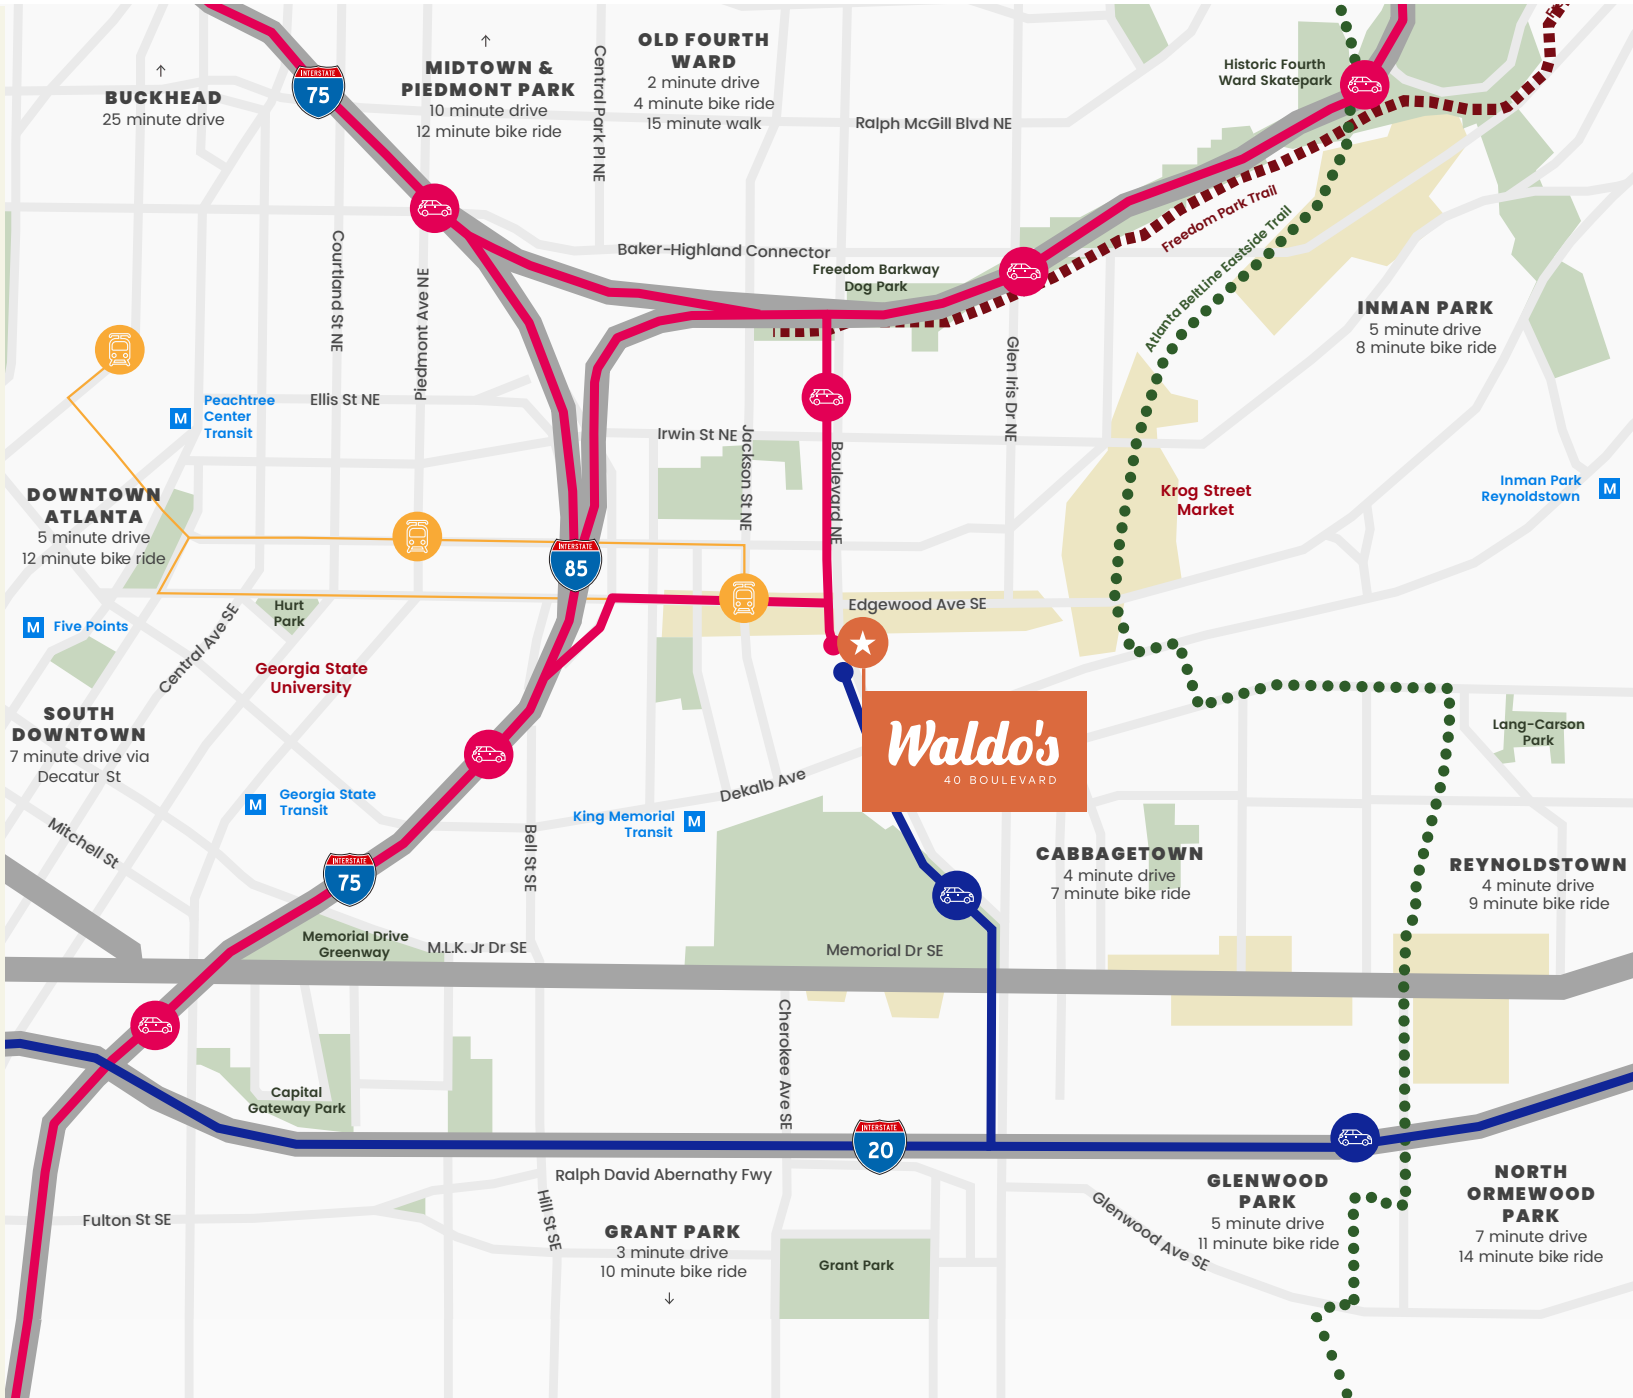 OLD FOURTH
WARD
2 minute drive
4 minute bike ride
15 minute walk
MIDTOWN &
PIEDMONT PARK
10 minute drive
12 minute bike ride
BUCKHEAD
25 minute drive
INTERSTATE
75
Central Park Pl NE
Ralph McGill Blvd NE
Historic Fourth
Ward Skatepark
Freedom Park Trail
Atlanta BeltLine Eastside Trail
Baker-Highland Connector
Freedom Barkway
Dog Park
Courtland St NE
Piedmont Ave NE
INMAN PARK
5 minute drive
8 minute bike ride
Glen Iris Dr NE
M
Peachtree
Center
Transit
Ellis St NE
Irwin St NE
Jackson St NE
Boulevard NE
Krog Street
Market
Inman Park
Reynoldstown
M
DOWNTOWN
ATLANTA
5 minute drive
12 minute bike ride
INTERSTATE
85
Hurt
Park
Edgewood Ave SE
M
Five Points
Central Ave SE
Georgia State
University
SOUTH
DOWNTOWN
7 minute drive via
Decatur St
Waldo's
40 BOULEVARD
Lang-Carson
Park
Dekalb Ave
M
Georgia State
Transit
King Memorial
Transit
M
Mitchell St
Bell St SE
INTERSTATE
75
CABBAGETOWN
4 minute drive
7 minute bike ride
REYNOLDSTOWN
4 minute drive
9 minute bike ride
Memorial Drive
Greenway
M.L.K. Jr Dr SE
Memorial Dr SE
Cherokee Ave SE
Capital
Gateway Park
INTERSTATE
20
Ralph David Abernathy Fwy
Hill St SE
Fulton St SE
GRANT PARK
3 minute drive
10 minute bike ride
Grant Park
Glenwood Ave SE
GLENWOOD
PARK
5 minute drive
11 minute bike ride
NORTH
ORMEWOOD
PARK
7 minute drive
14 minute bike ride